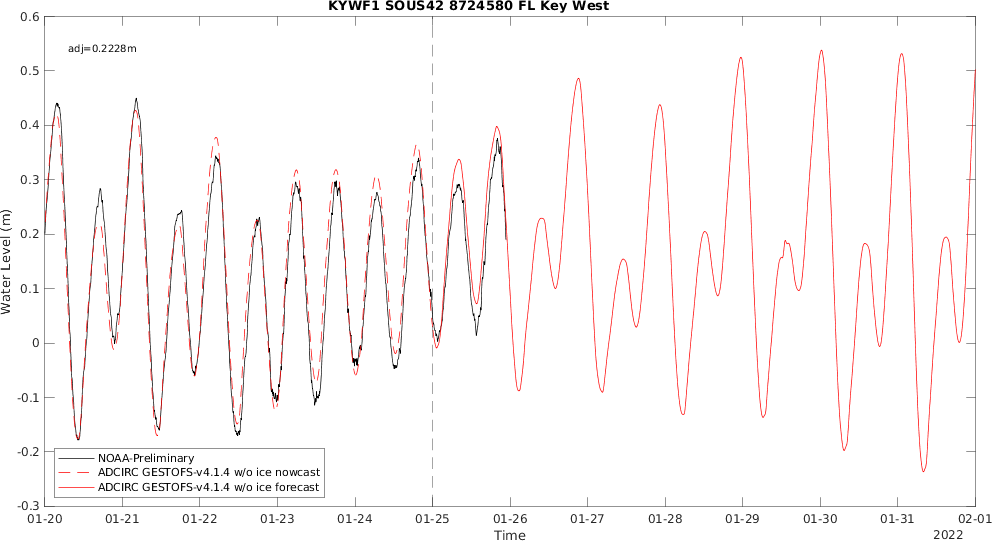 KYWF1 SOUS42 8724580 FL Key West
0.6
adj=0.2228m
0.5
0.4
0.3
0.2
Water Level (m)
0.1
0
-0.1
-0.2
NOAA-Preliminary
ADCIRC GESTOFS-v4.1.4 w/o ice nowcast
ADCIRC GESTOFS-v4.1.4 w/o ice forecast
-0.3
01-20 01-21 01-22 01-23 01-24 01-25 01-26 01-27 01-28 01-29 01-30 01-31 02-01
Time
2022